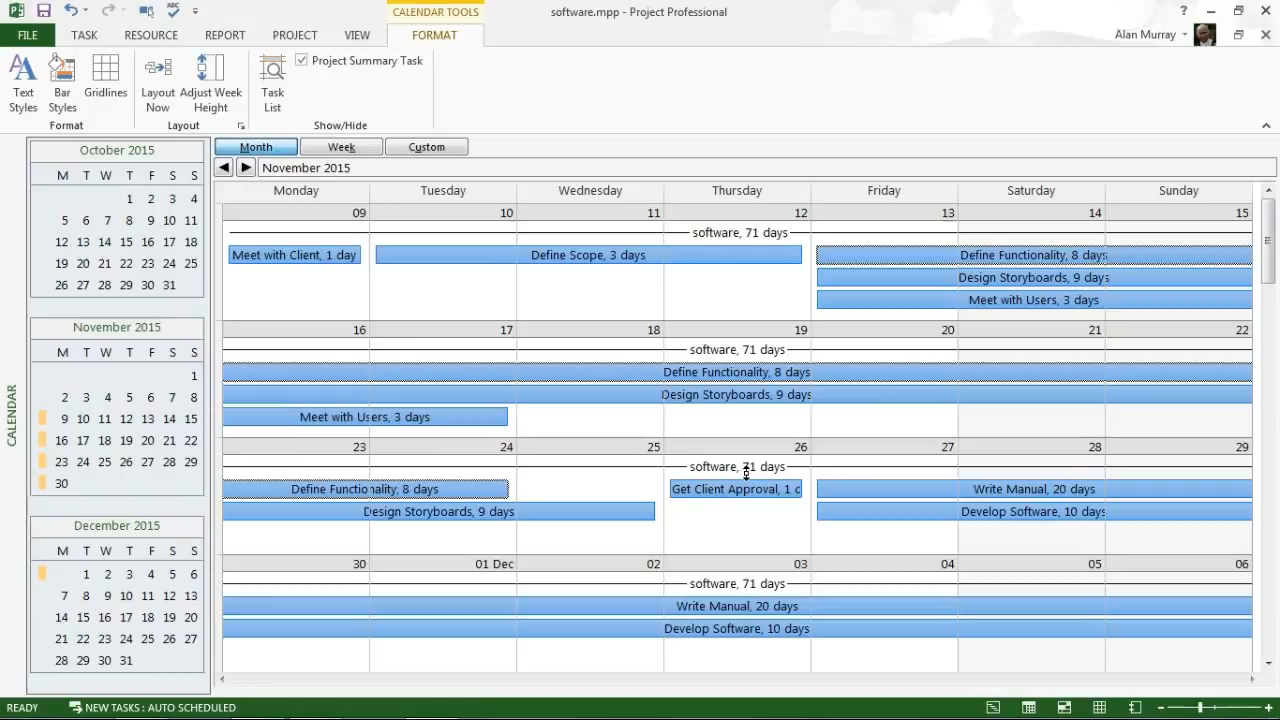 CALENDAR TOOLS
software.mpp - Project Professional
FILE TASK RESOURCE REPORT PROJECT VIEW FORMAT Alan Murray
Text Styles Bar Styles Gridlines Layout Now Adjust Week Height Task List Project Summary Task
Format Layout Show/Hide
CALENDAR
October 2015
M T W T F S S
1 2 3 4
5 6 7 8 9 10 11
12 13 14 15 16 17 18
19 20 21 22 23 24 25
26 27 28 29 30 31
November 2015
M T W T F S S
1
2 3 4 5 6 7 8
9 10 11 12 13 14 15
16 17 18 19 20 21 22
23 24 25 26 27 28 29
30
December 2015
M T W T F S S
1 2 3 4 5 6
7 8 9 10 11 12 13
14 15 16 17 18 19 20
21 22 23 24 25 26 27
28 29 30 31
Month Week Custom
November 2015
Monday Tuesday Wednesday Thursday Friday Saturday Sunday
09 10 11 12 13 14 15
software, 71 days
Meet with Client, 1 day Define Scope, 3 days Define Functionality, 8 days
Design Storyboards, 9 days
Meet with Users, 3 days
16 17 18 19 20 21 22
software, 71 days
Define Functionality, 8 days
Design Storyboards, 9 days
Meet with Users, 3 days
23 24 25 26 27 28 29
software, 71 days
Define Functionality, 8 days Get Client Approval, 1 Write Manual, 20 days
Design Storyboards, 9 days Develop Software, 10 days
30 01 Dec 02 03 04 05 06
software, 71 days
Write Manual, 20 days
Develop Software, 10 days
READY NEW TASKS : AUTO SCHEDULED